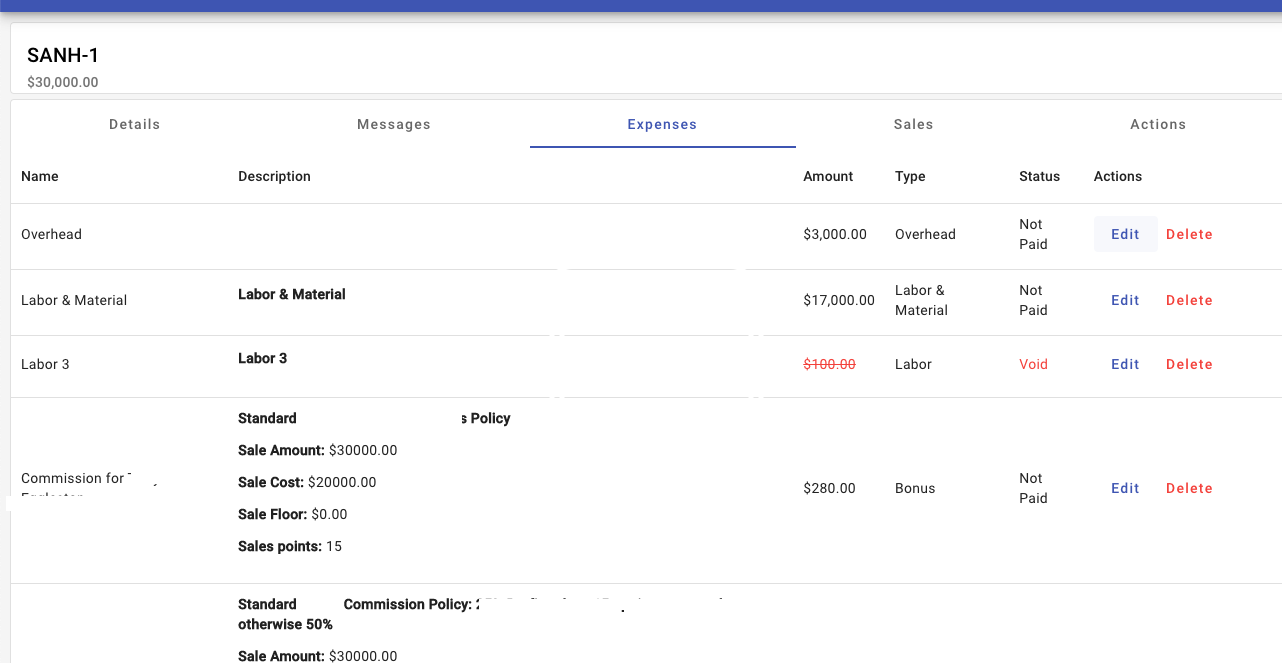 SANH-1
$30,000.00
Details Messages Expenses Sales Actions
Name Description Amount Type Status Actions
Overhead $3,000.00 Overhead Not Paid Edit Delete
Labor & Material Labor & Material $17,000.00 Labor & Material Not Paid Edit Delete
Labor 3 Labor 3 $100.00 Labor Void Edit Delete
Standard Policy
Sale Amount: $30000.00
Commission for
Sale Cost: $20000.00
$280.00 Bonus Not Paid Edit Delete
Sale Floor: $0.00
Sales points: 15
Standard Commission Policy:
otherwise 50%
Sale Amount: $30000.00